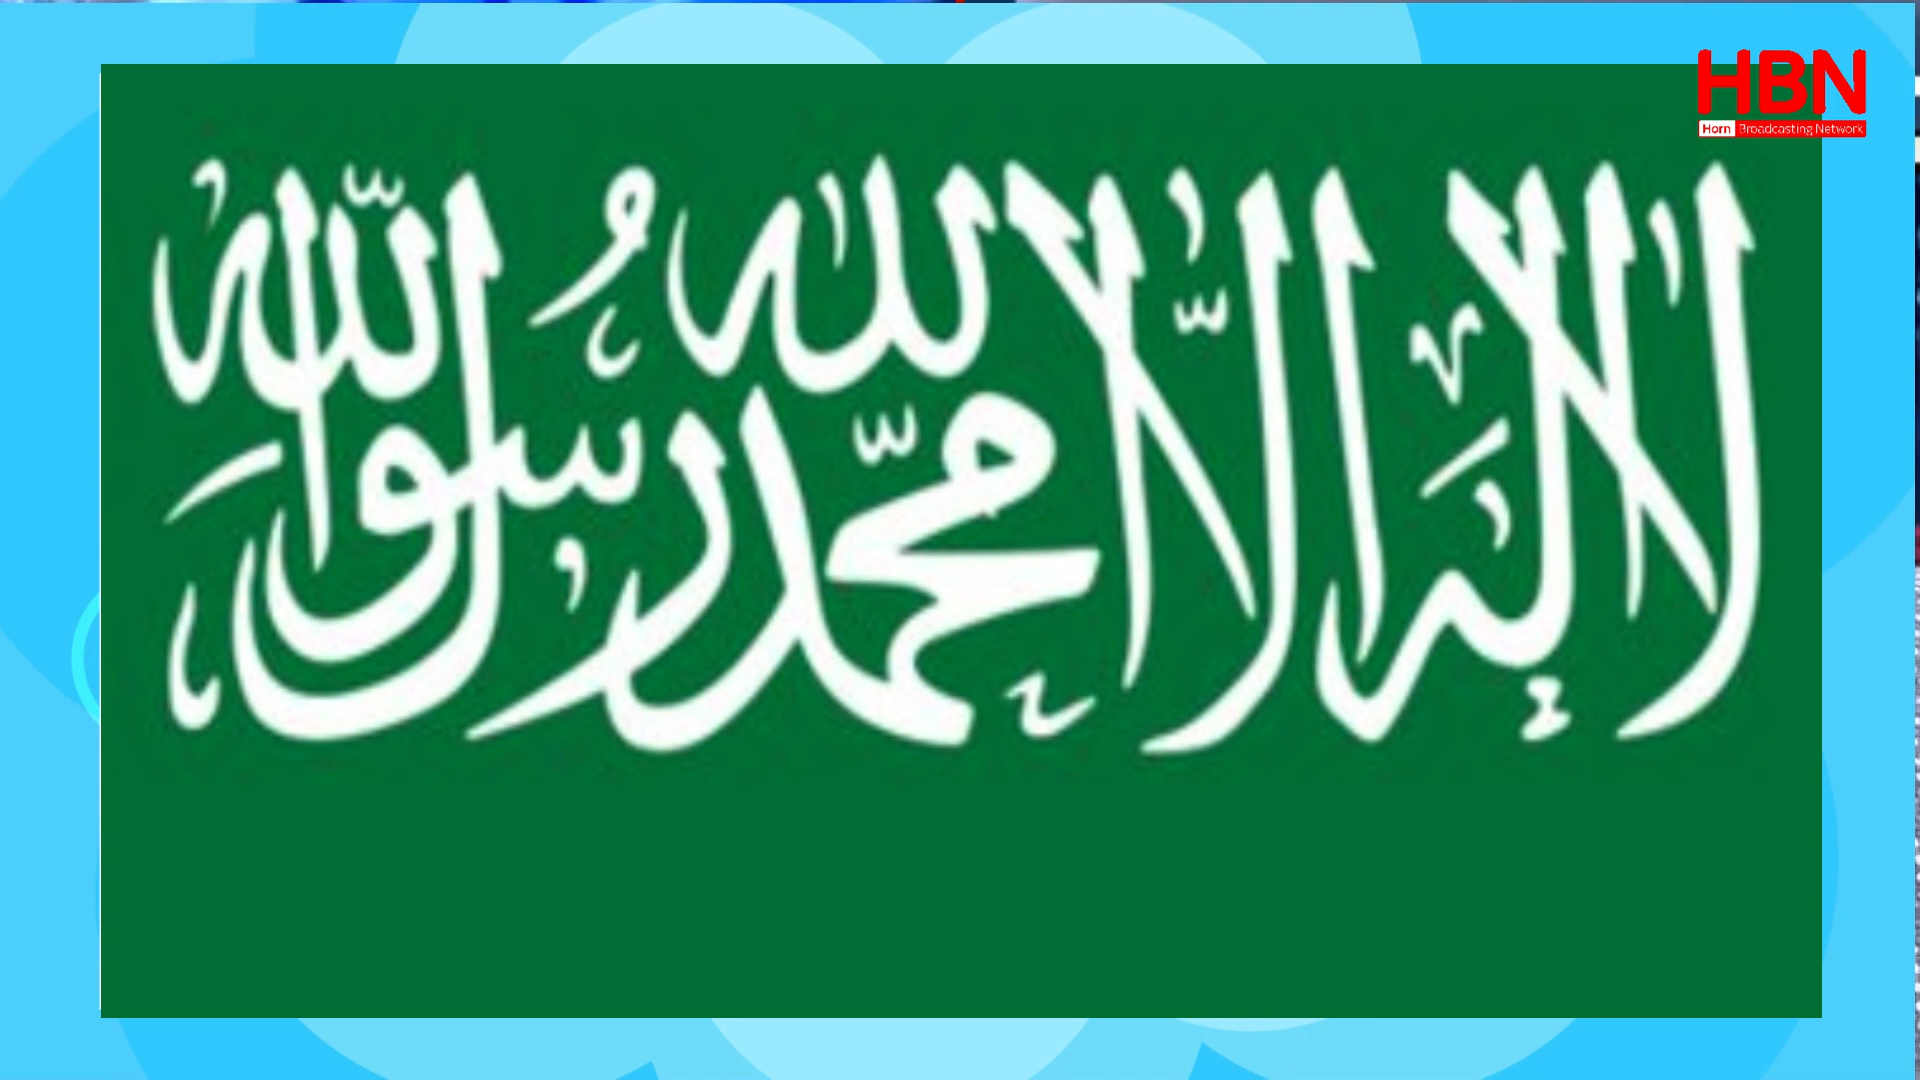 HBN
Horn Broadcasting Network
لا إله إلا الله محمد رسول الله